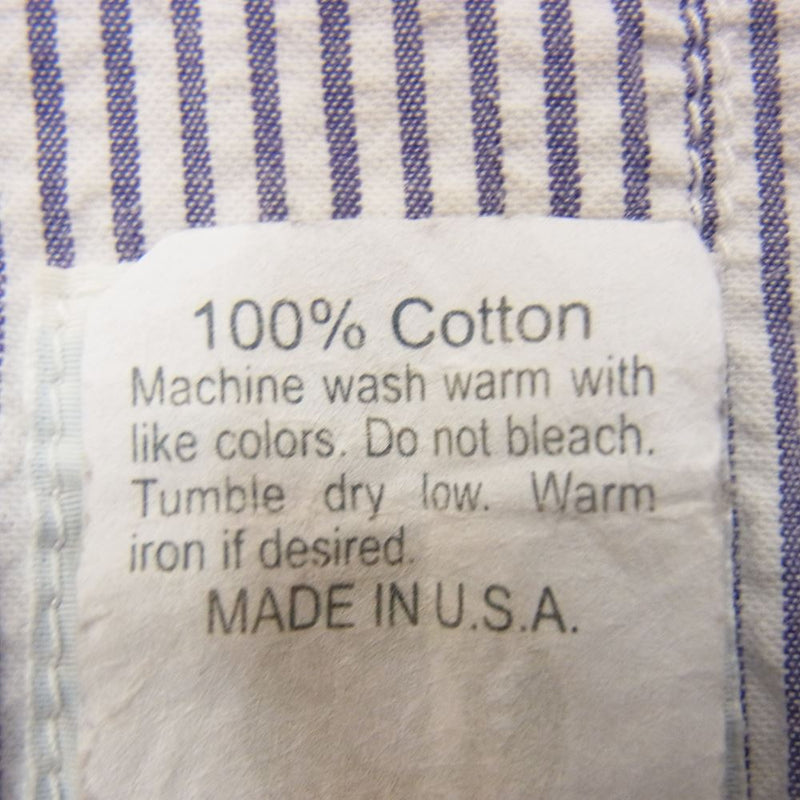 100% Cotton
Machine wash warm with
like colors. Do not bleach.
Tumble dry low. Warm
iron if desired.
MADE IN U.S.A.